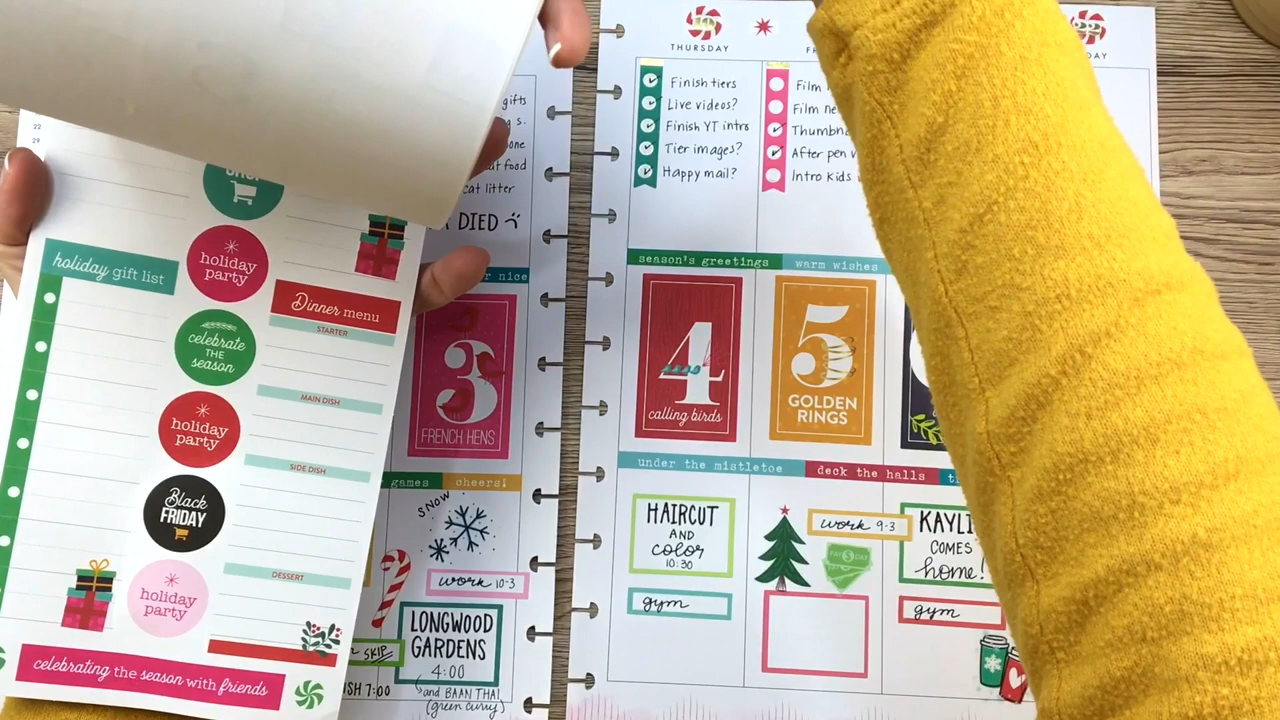 22
29
SHOP
holiday gift list
holiday
party
celebrate
THE
season
holiday
party
Black
FRIDAY
holiday
party
celebrating the season with friends
Dinner menu
STARTER
MAIN DISH
SIDE DISH
DESSERT
gifts
food
cat litter
DIED
nice
3
FRENCH HENS
games
cheers!
SNOW
work 10-3
SKIP
LONGWOOD
GARDENS
4:00
7:00
and BAAN THAI
(green curry)
19
THURSDAY
22
Finish tiers
Live videos?
Finish YT intro
Tier images?
Happy mail?
Film
Film
After pen
Intro kids
season's greetings
warm wishes
4
calling birds
5
GOLDEN
RINGS
under the mistletoe
deck the halls
HAIRCUT
AND
color
10:30
gym
work 9-3
PAY DAY
COMES
home!
gym